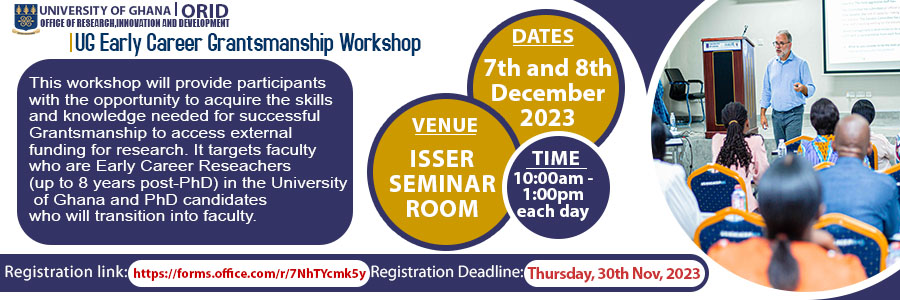 UNIVERSITY OF GHANA | ORID
OFFICE OF RESEARCH,INNOVATION AND DEVELOPMENT
UG Early Career Grantsmanship Workshop
This workshop will provide participants
with the opportunity to acquire the skills
and knowledge needed for successful
Grantsmanship to access external
funding for research. It targets faculty
who are Early Career Reseachers
(up to 8 years post-PhD) in the University
of Ghana and PhD candidates
who will transition into faculty.
VENUE
ISSER
SEMINAR
ROOM
DATES
7th and 8th
December
2023
TIME
10:00am -
1:00pm
each day
Registration link: https://forms.office.com/r/7NhTYcmk5y Registration Deadline: Thursday, 30th Nov, 2023